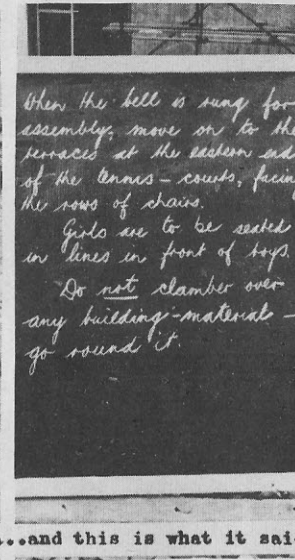 When the bell is rung for
assembly, move on to the
terraces at the eastern end
of the tennis-courts, facing
the rows of chairs.
Girls are to be seated
in lines in front of boys.
Do not clamber over
any building-material -
go round it.
...and this is what it sai